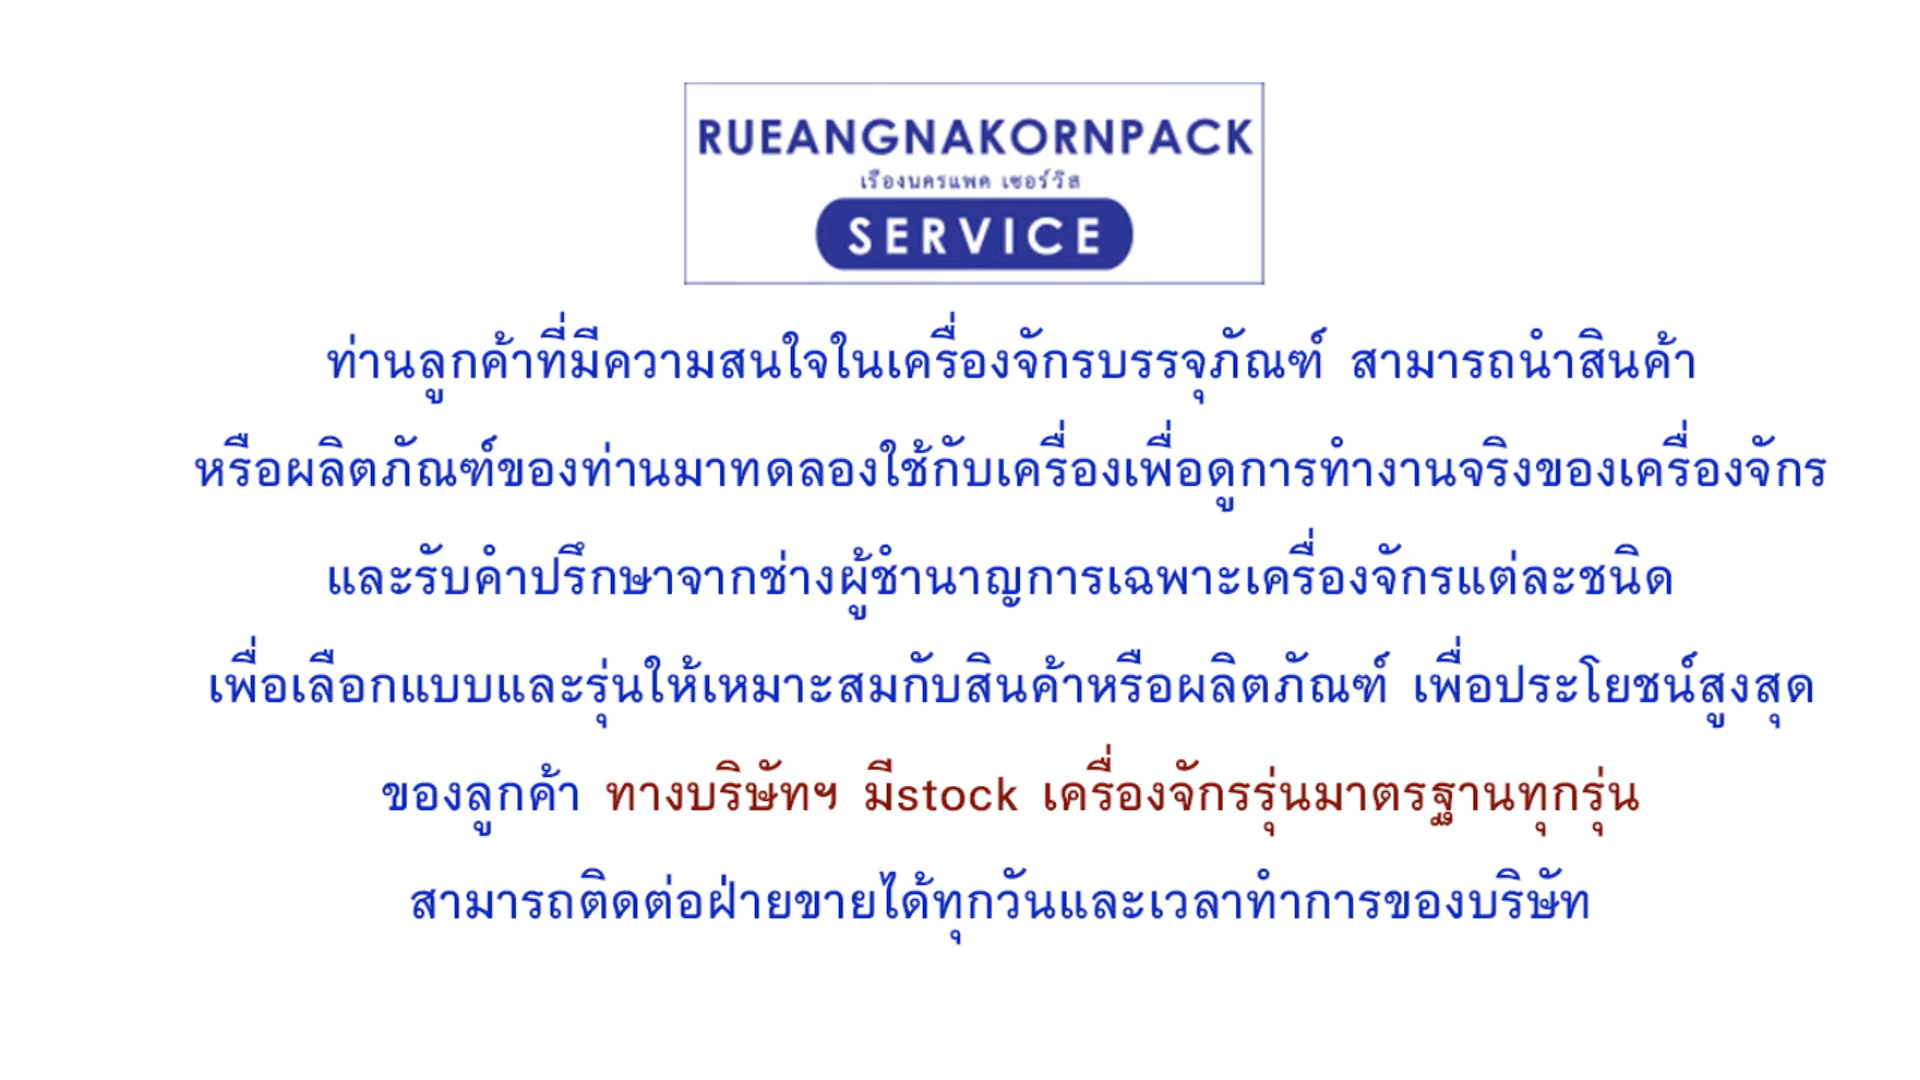 RUEANGNAKORNPACK
เรืองนครแพค เซอร์วิส
SERVICE
ท่านลูกค้าที่มีความสนใจในเครื่องจักรบรรจุภัณฑ์ สามารถนำสินค้า
หรือผลิตภัณฑ์ของท่านมาทดลองใช้กับเครื่องเพื่อดูการทำงานจริงของเครื่องจักร
และรับคำปรึกษาจากช่างผู้ชำนาญการเฉพาะเครื่องจักรแต่ละชนิด
เพื่อเลือกแบบและรุ่นให้เหมาะสมกับสินค้าหรือผลิตภัณฑ์ เพื่อประโยชน์สูงสุด
ของลูกค้า ทางบริษัทฯ มีstock เครื่องจักรรุ่นมาตรฐานทุกรุ่น
สามารถติดต่อฝ่ายขายได้ทุกวันและเวลาทำการของบริษัท